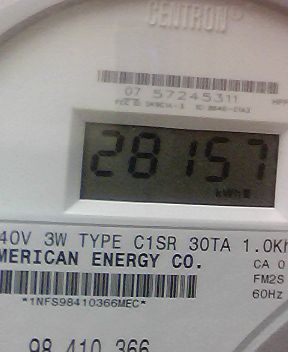 CENTRON®
07 57245311
28157
kWh
40V 3W TYPE C1SR 30TA 1.0Kh
MERICAN ENERGY CO.
CA 0
FM2S
60Hz
*1NFS98410366MEC*
98 410 366